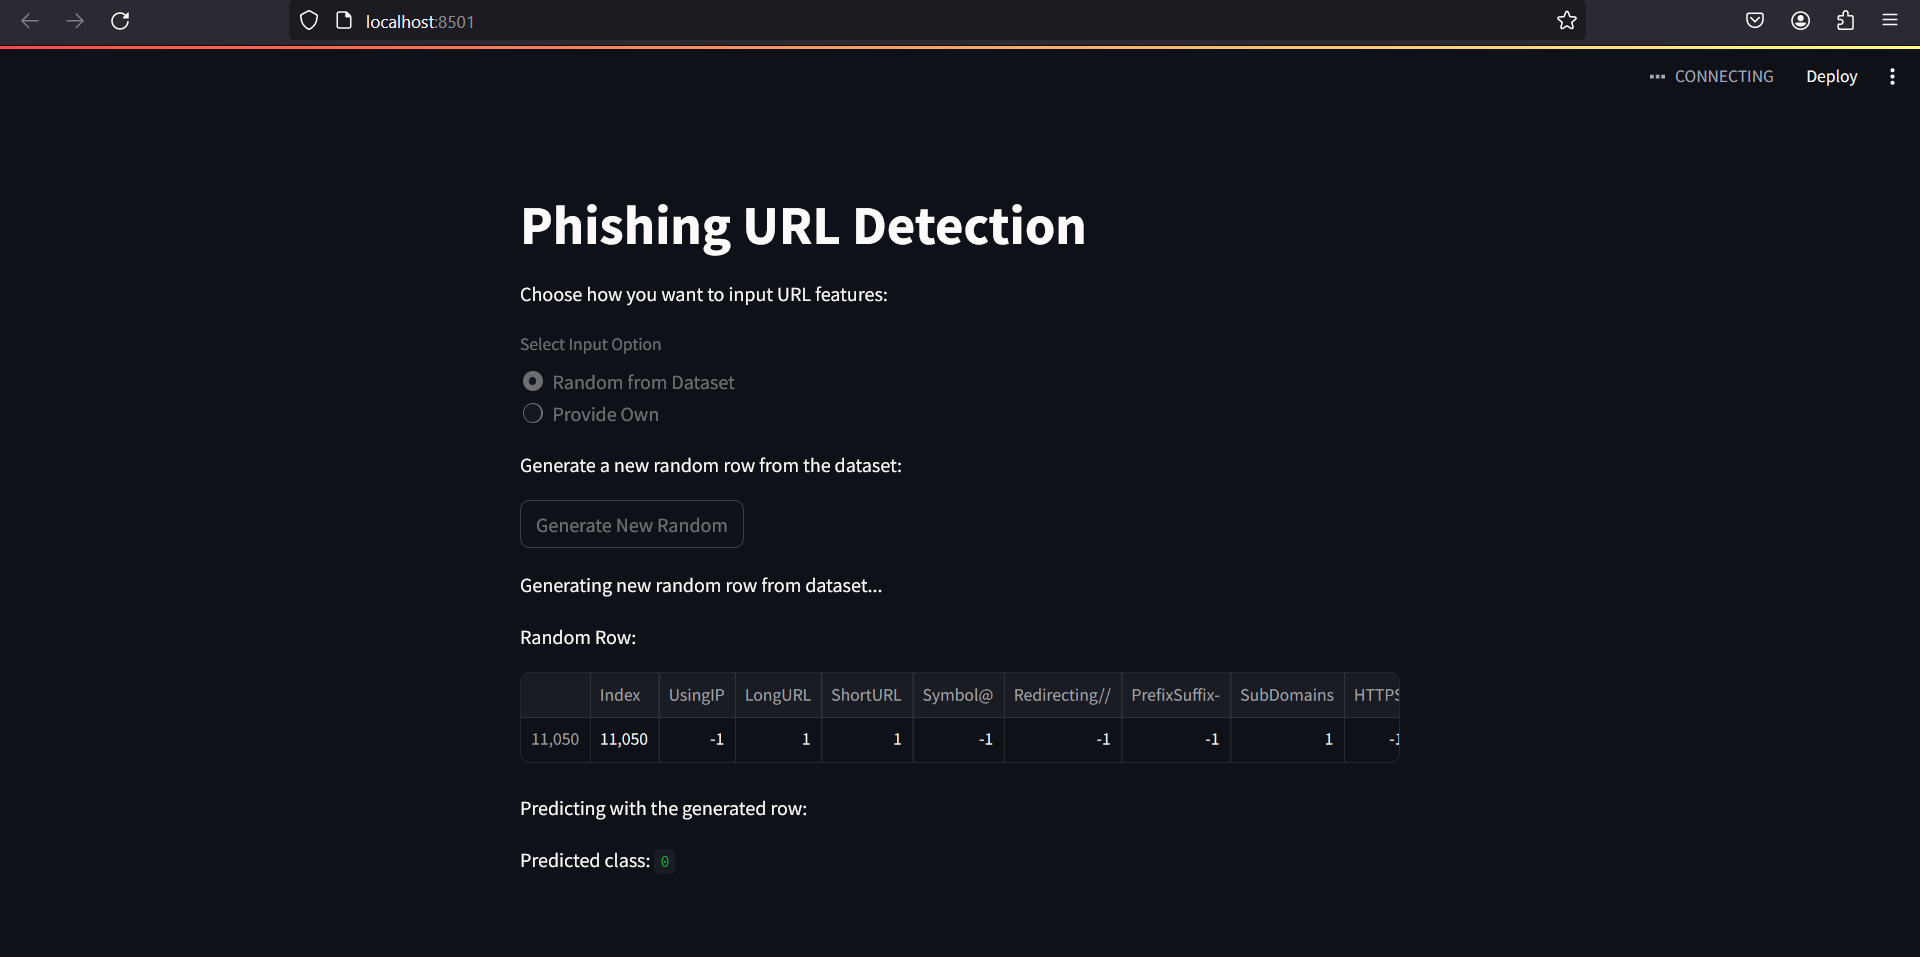 localhost:8501
CONNECTING Deploy
Phishing URL Detection
Choose how you want to input URL features:
Select Input Option
Random from Dataset
Provide Own
Generate a new random row from the dataset:
Generate New Random
Generating new random row from dataset...
Random Row:
Index UsingIP LongURL ShortURL Symbol@ Redirecting// PrefixSuffix- SubDomains HTTPS
11,050 11,050 -1 1 1 -1 -1 -1 1 -1
Predicting with the generated row:
Predicted class: 0